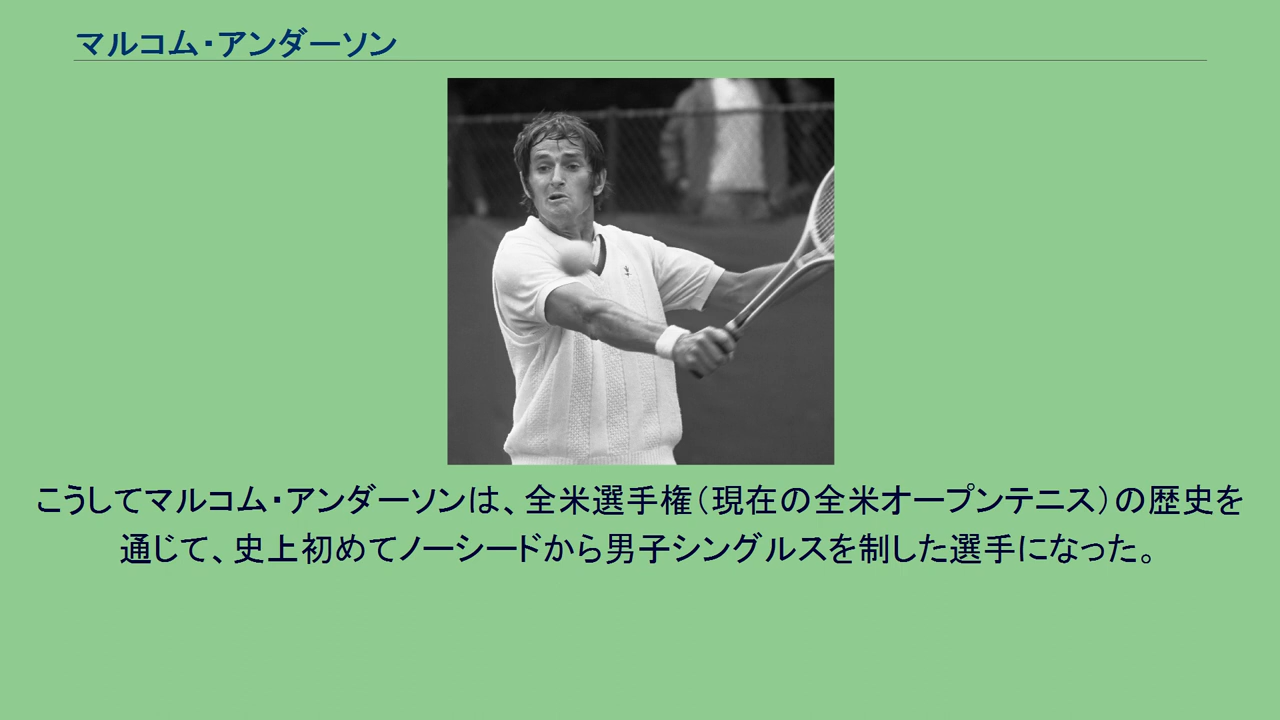 マルコム・アンダーソン
こうしてマルコム・アンダーソンは、全米選手権（現在の全米オープンテニス）の歴史を
通じて、史上初めてノーシードから男子シングルスを制した選手になった。